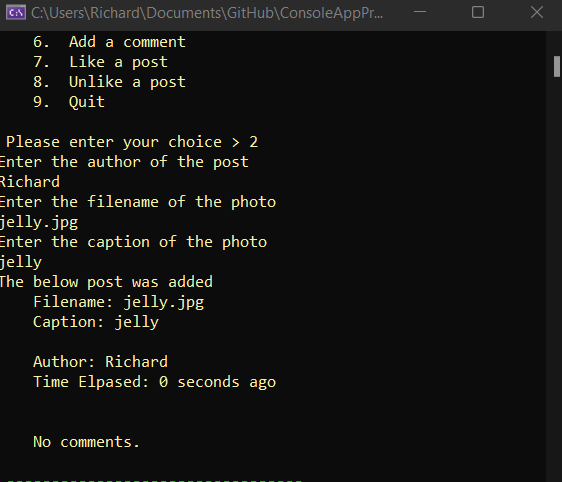 C:\Users\Richard\Documents\GitHub\ConsoleAppPr...
6. Add a comment
7. Like a post
8. Unlike a post
9. Quit
Please enter your choice > 2
Enter the author of the post
Richard
Enter the filename of the photo
jelly.jpg
Enter the caption of the photo
jelly
The below post was added
Filename: jelly.jpg
Caption: jelly
Author: Richard
Time Elpased: 0 seconds ago
No comments.